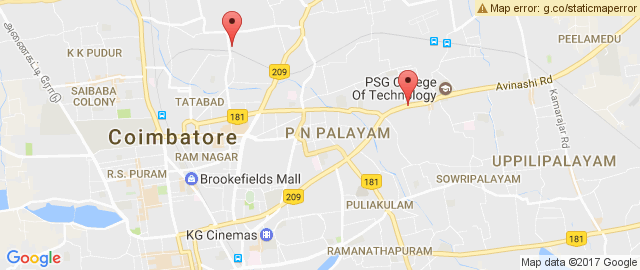 Map error: g.co/staticmaperror
PEELAMEDU
K K PUDUR
209
PSG College
Of Technology
Avinashi Rd
SAIBABA
COLONY
TATABAD
181
Kamarajar Rd
Coimbatore
P N PALAYAM
RAM NAGAR
UPPILIPALAYAM
R.S. PURAM
Brookefields Mall
181
SOWRIPALAYAM
209
PULIAKULAM
KG Cinemas
181
RAMANATHAPURAM
181
Google
Map data ©2017 Google